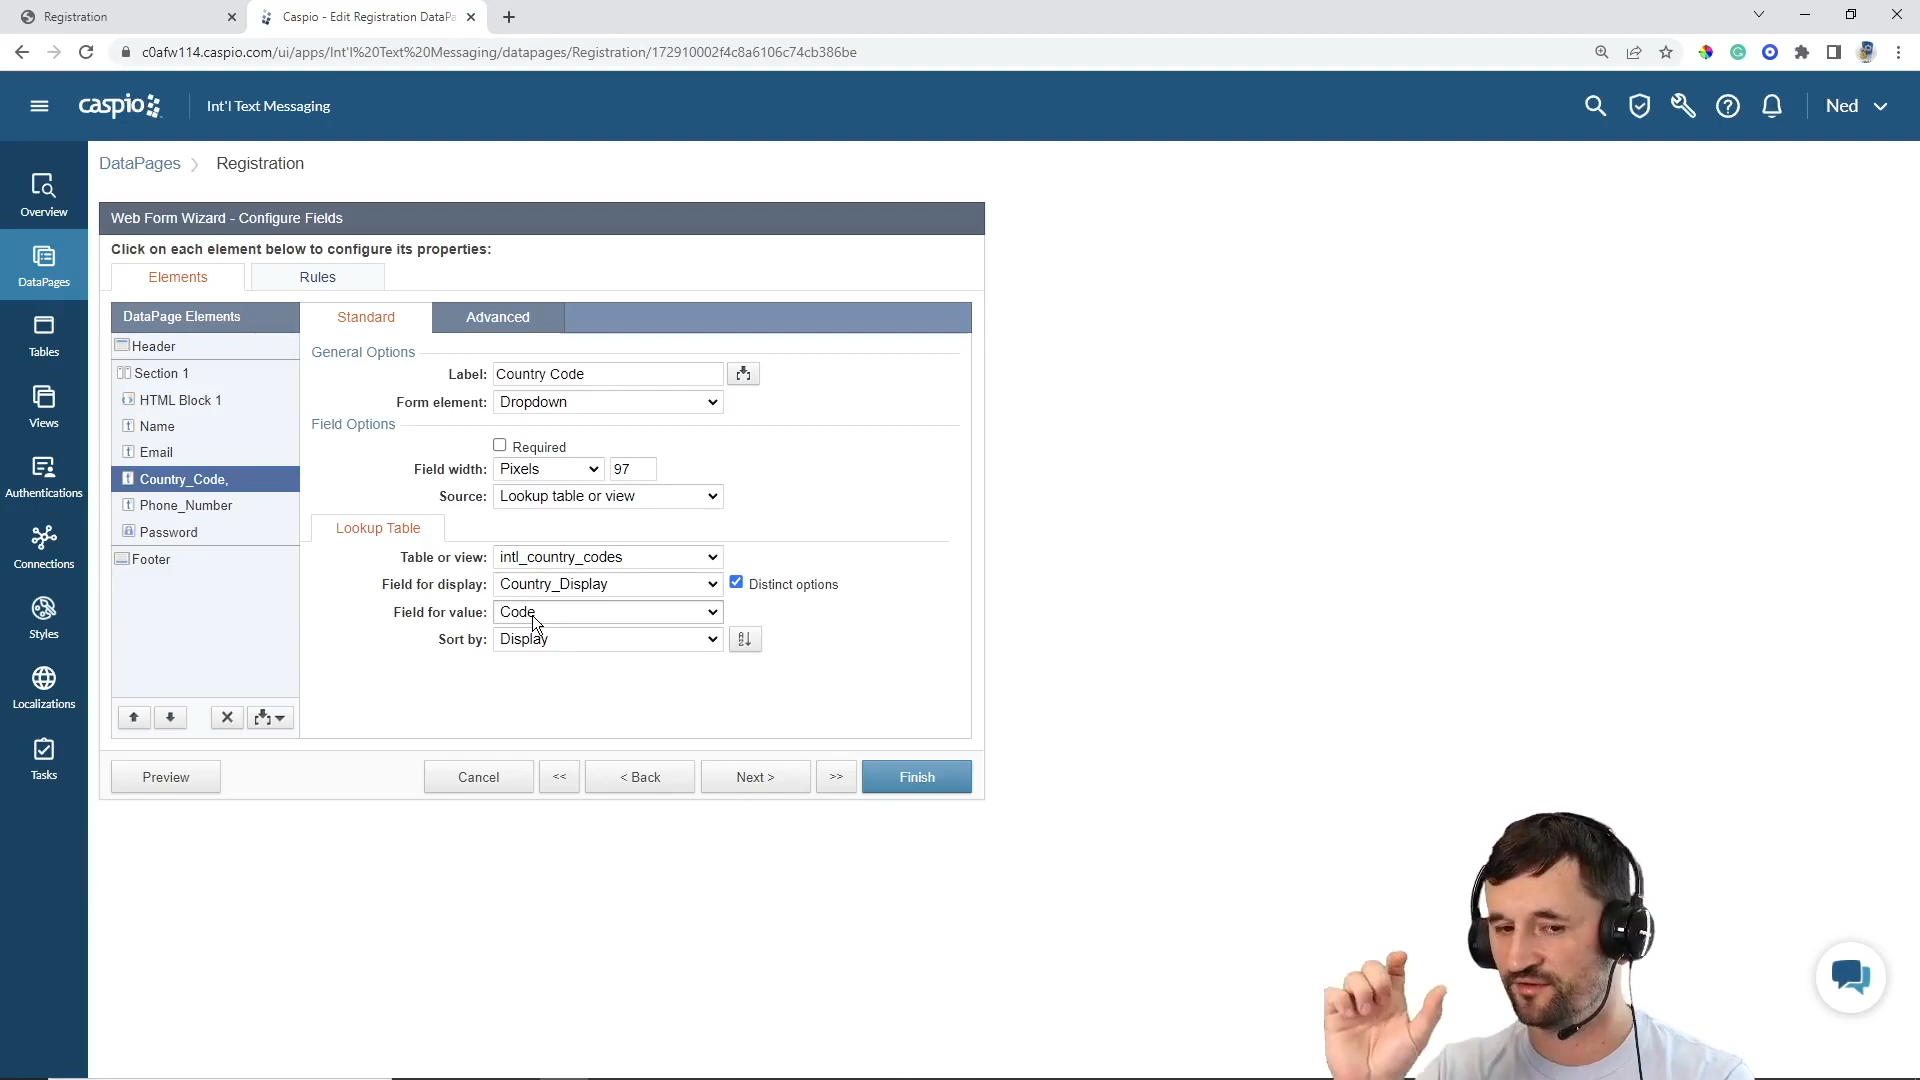 Registration
Caspio - Edit Registration DataPa
c0afw114.caspio.com/ui/apps/Int'l%20Text%20Messaging/datapages/Registration/172910002f4c8a6106c74cb386be
caspio
Int'l Text Messaging
Ned
Overview
DataPages
Tables
Views
Authentications
Connections
Styles
Localizations
Tasks
DataPages
Registration
Web Form Wizard - Configure Fields
Click on each element below to configure its properties:
Elements
Rules
DataPage Elements
Header
Section 1
HTML Block 1
Name
Email
Country_Code,
Phone_Number
Password
Footer
Standard
Advanced
General Options
Label: Country Code
Form element: Dropdown
Field Options
Required
Field width: Pixels 97
Source: Lookup table or view
Lookup Table
Table or view: intl_country_codes
Field for display: Country_Display Distinct options
Field for value: Code
Sort by: Display
Preview
Cancel
<<
< Back
Next >
>>
Finish